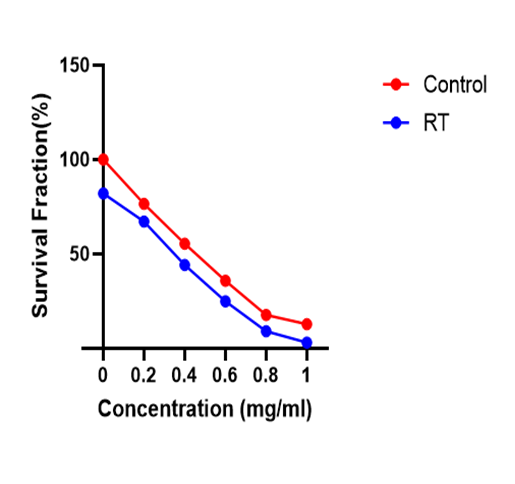 150
100
50
Survival Fraction(%)
0 0.2 0.4 0.6 0.8 1
Concentration (mg/ml)
Control
RT